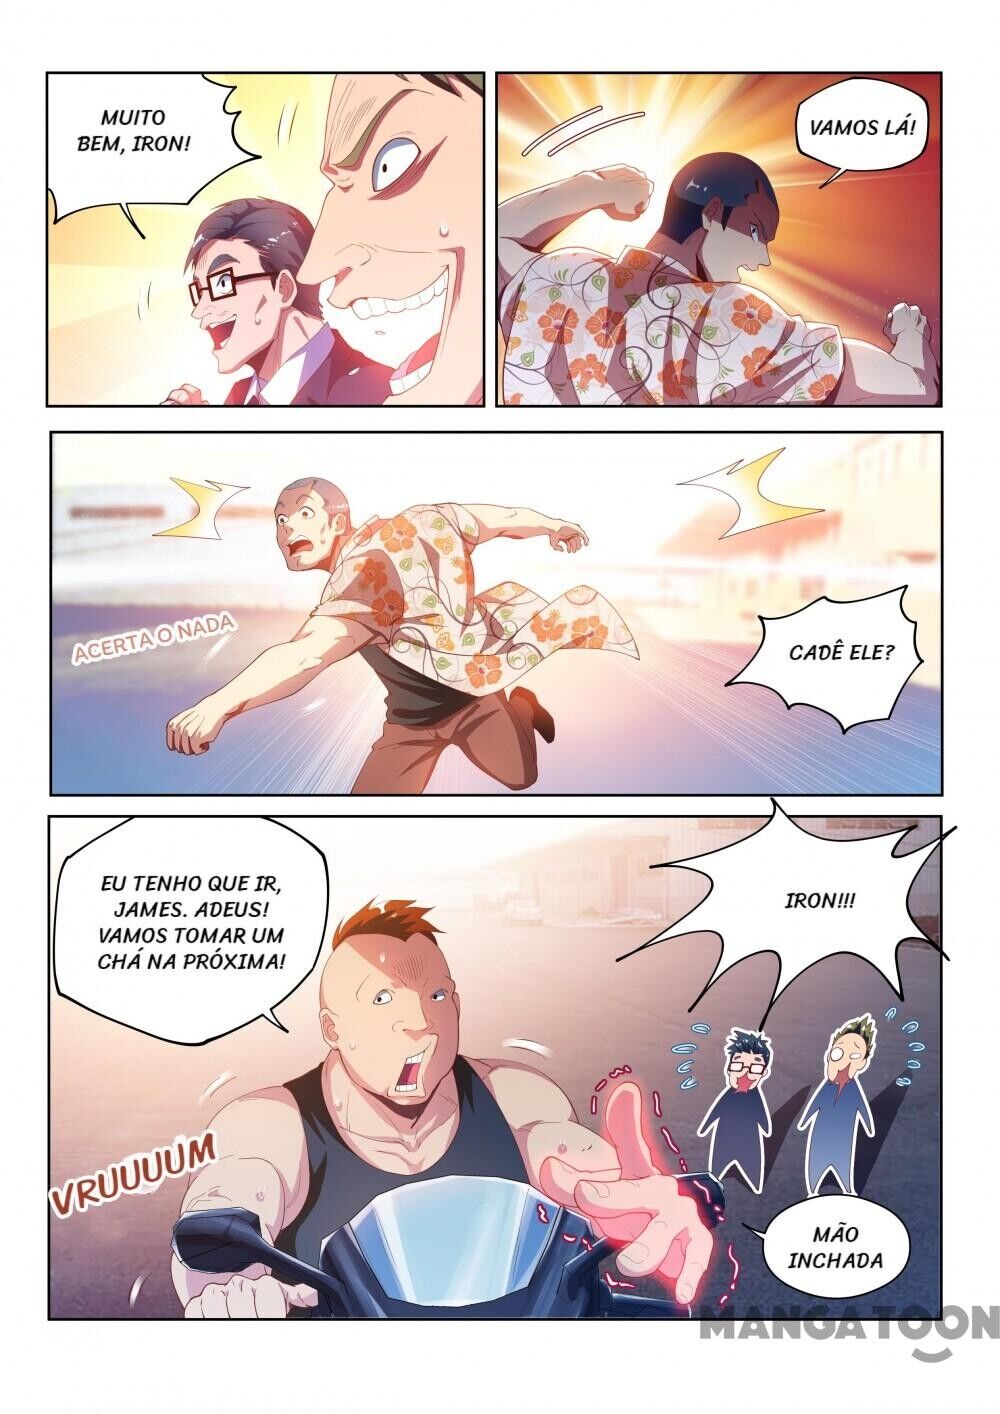 MUITO
BEM, IRON!
VAMOS LÁ!
ACERTA O NADA
CADÊ ELE?
EU TENHO QUE IR,
JAMES. ADEUS!
VAMOS TOMAR UM
CHÁ NA PRÓXIMA!
IRON!!!
VRUUUUM
MÃO
INCHADA
MANGATOON